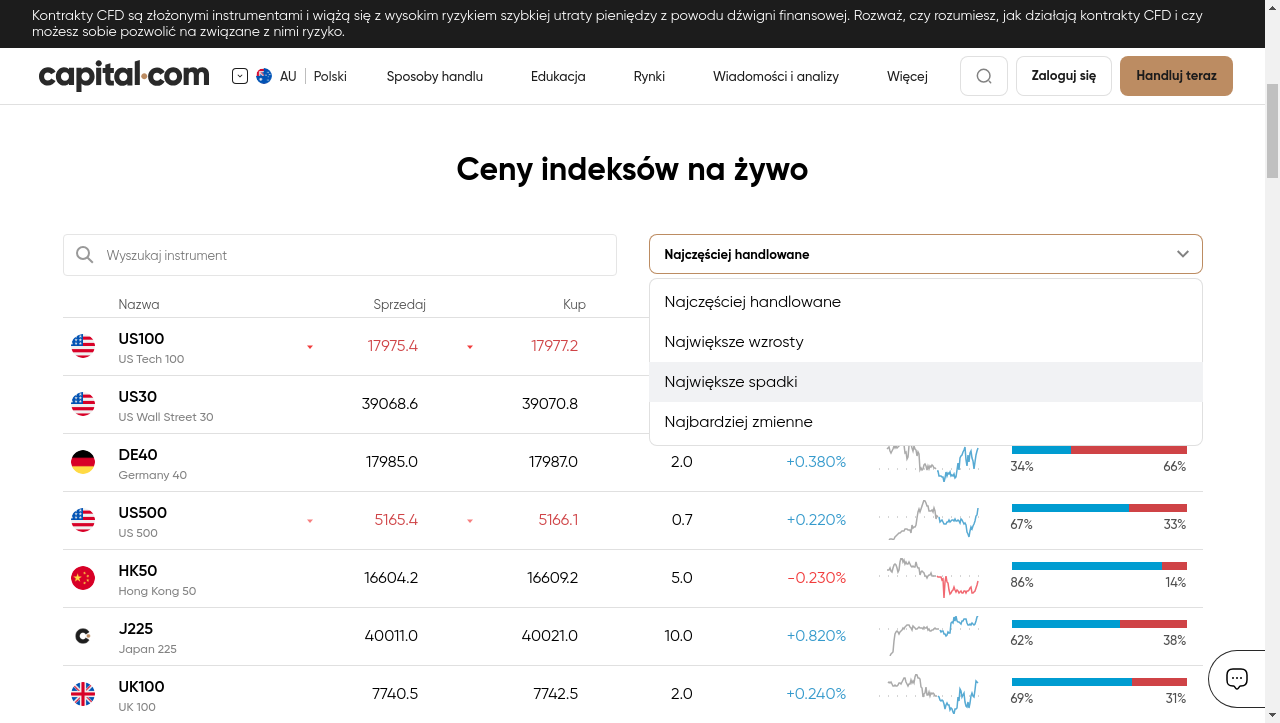 Kontrakty CFD są złożonymi instrumentami i wiążą się z wysokim ryzykiem szybkiej utraty pieniędzy z powodu dźwigni finansowej. Rozważ, czy rozumiesz, jak działają kontrakty CFD i czy
możesz sobie pozwolić na związane z nimi ryzyko.
capital.com AU Polski Sposoby handlu Edukacja Rynki Wiadomości i analizy Więcej Zaloguj się Handluj teraz
Ceny indeksów na żywo
Wyszukaj instrument
Najczęściej handlowane
Najczęściej handlowane
Największe wzrosty
Największe spadki
Najbardziej zmienne
Nazwa Sprzedaj Kup
US100 17975.4 17977.2
US Tech 100
US30 39068.6 39070.8
US Wall Street 30
DE40 17985.0 17987.0 2.0 +0.380% 34% 66%
Germany 40
US500 5165.4 5166.1 0.7 +0.220% 67% 33%
US 500
HK50 16604.2 16609.2 5.0 -0.230% 86% 14%
Hong Kong 50
J225 40011.0 40021.0 10.0 +0.820% 62% 38%
Japan 225
UK100 7740.5 7742.5 2.0 +0.240% 69% 31%
UK 100